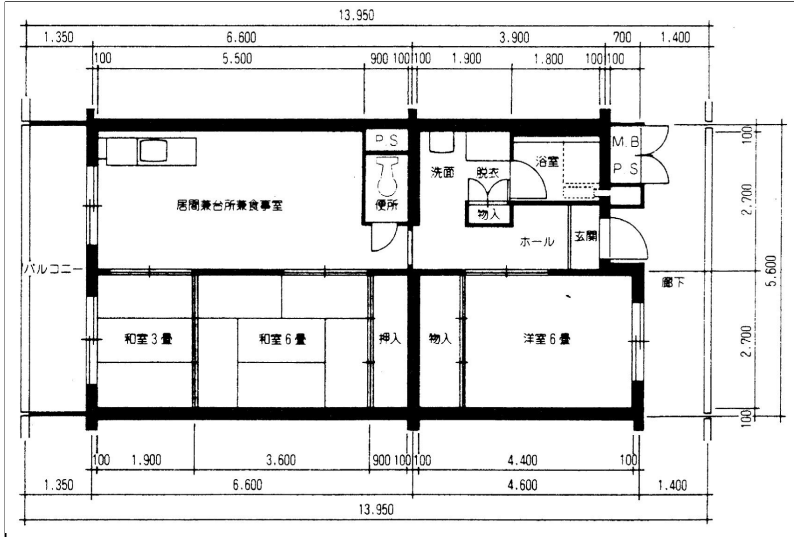 13.950
1.350 6.600 3.900 700 1.400
100 5.500 900 100 100 1.900 1.800 100 100
P.S
M.B
P.S
洗面
脱衣
浴室
便所
物入
居間兼台所兼食事室
ホール
玄関
バルコニー
廊下
和室3畳
和室6畳
押入
物入
洋室6畳
100
2.700
2.700
100
5.600
100 1.900 3.600 900 100 100 4.400 100
1.350 6.600 4.600 1.400
13.950